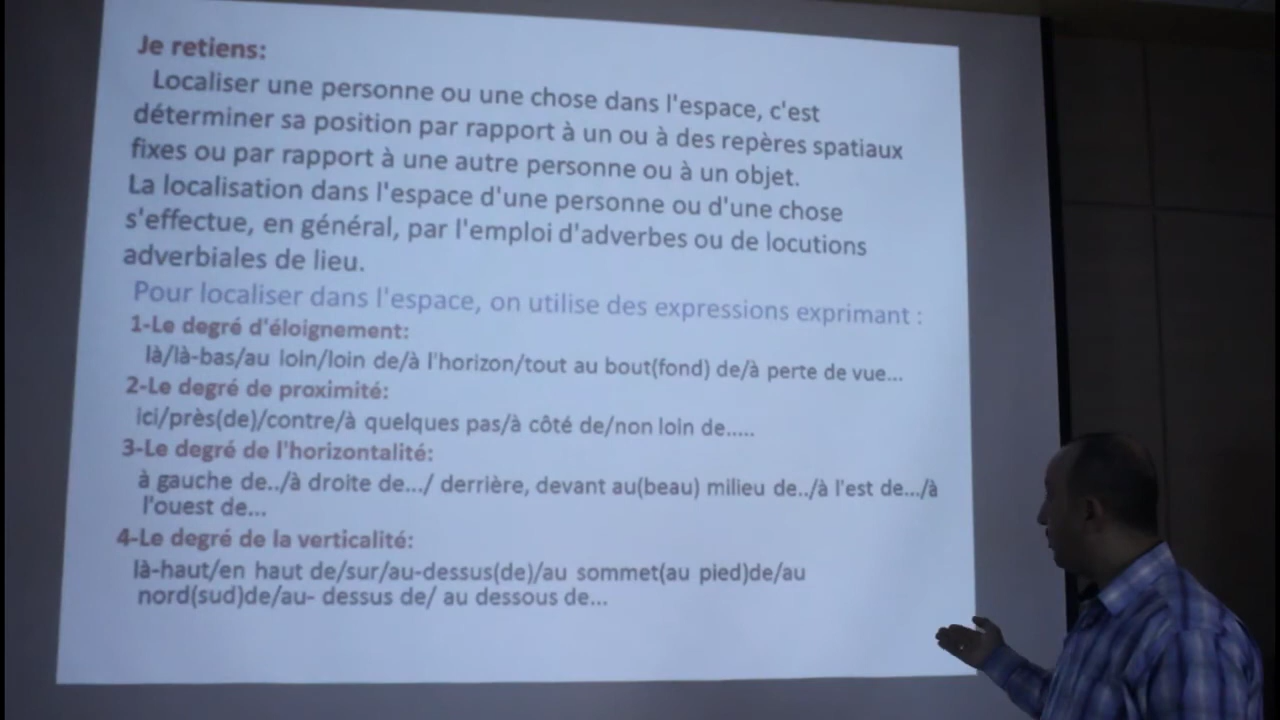 Je retiens:
Localiser une personne ou une chose dans l'espace, c'est
déterminer sa position par rapport à un ou à des repères spatiaux
fixes ou par rapport à une autre personne ou à un objet.
La localisation dans l'espace d'une personne ou d'une chose
s'effectue, en général, par l'emploi d'adverbes ou de locutions
adverbiales de lieu.
Pour localiser dans l'espace, on utilise des expressions exprimant :
1-Le degré d'éloignement:
là/là-bas/au loin/loin de/à l'horizon/tout au bout(fond) de/à perte de vue...
2-Le degré de proximité:
ici/près(de)/contre/à quelques pas/à côté de/non loin de.....
3-Le degré de l'horizontalité:
à gauche de../à droite de.../ derrière, devant au(beau) milieu de../à l'est de.../à
l'ouest de...
4-Le degré de la verticalité:
là-haut/en haut de/sur/au-dessus(de)/au sommet(au pied)de/au
nord(sud)de/au- dessus de/ au dessous de...